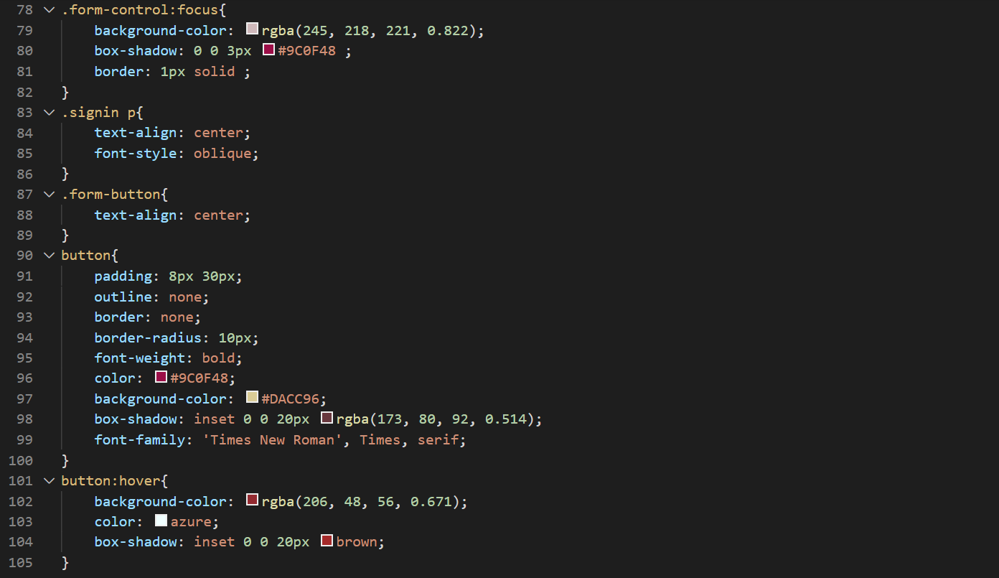 78 .form-control:focus{
79 background-color: rgba(245, 218, 221, 0.822);
80 box-shadow: 0 0 3px #9C0F48 ;
81 border: 1px solid ;
82 }
83 .signin p{
84 text-align: center;
85 font-style: oblique;
86 }
87 .form-button{
88 text-align: center;
89 }
90 button{
91 padding: 8px 30px;
92 outline: none;
93 border: none;
94 border-radius: 10px;
95 font-weight: bold;
96 color: #9C0F48;
97 background-color: #DACC96;
98 box-shadow: inset 0 0 20px rgba(173, 80, 92, 0.514);
99 font-family: 'Times New Roman', Times, serif;
100 }
101 button:hover{
102 background-color: rgba(206, 48, 56, 0.671);
103 color: azure;
104 box-shadow: inset 0 0 20px brown;
105 }